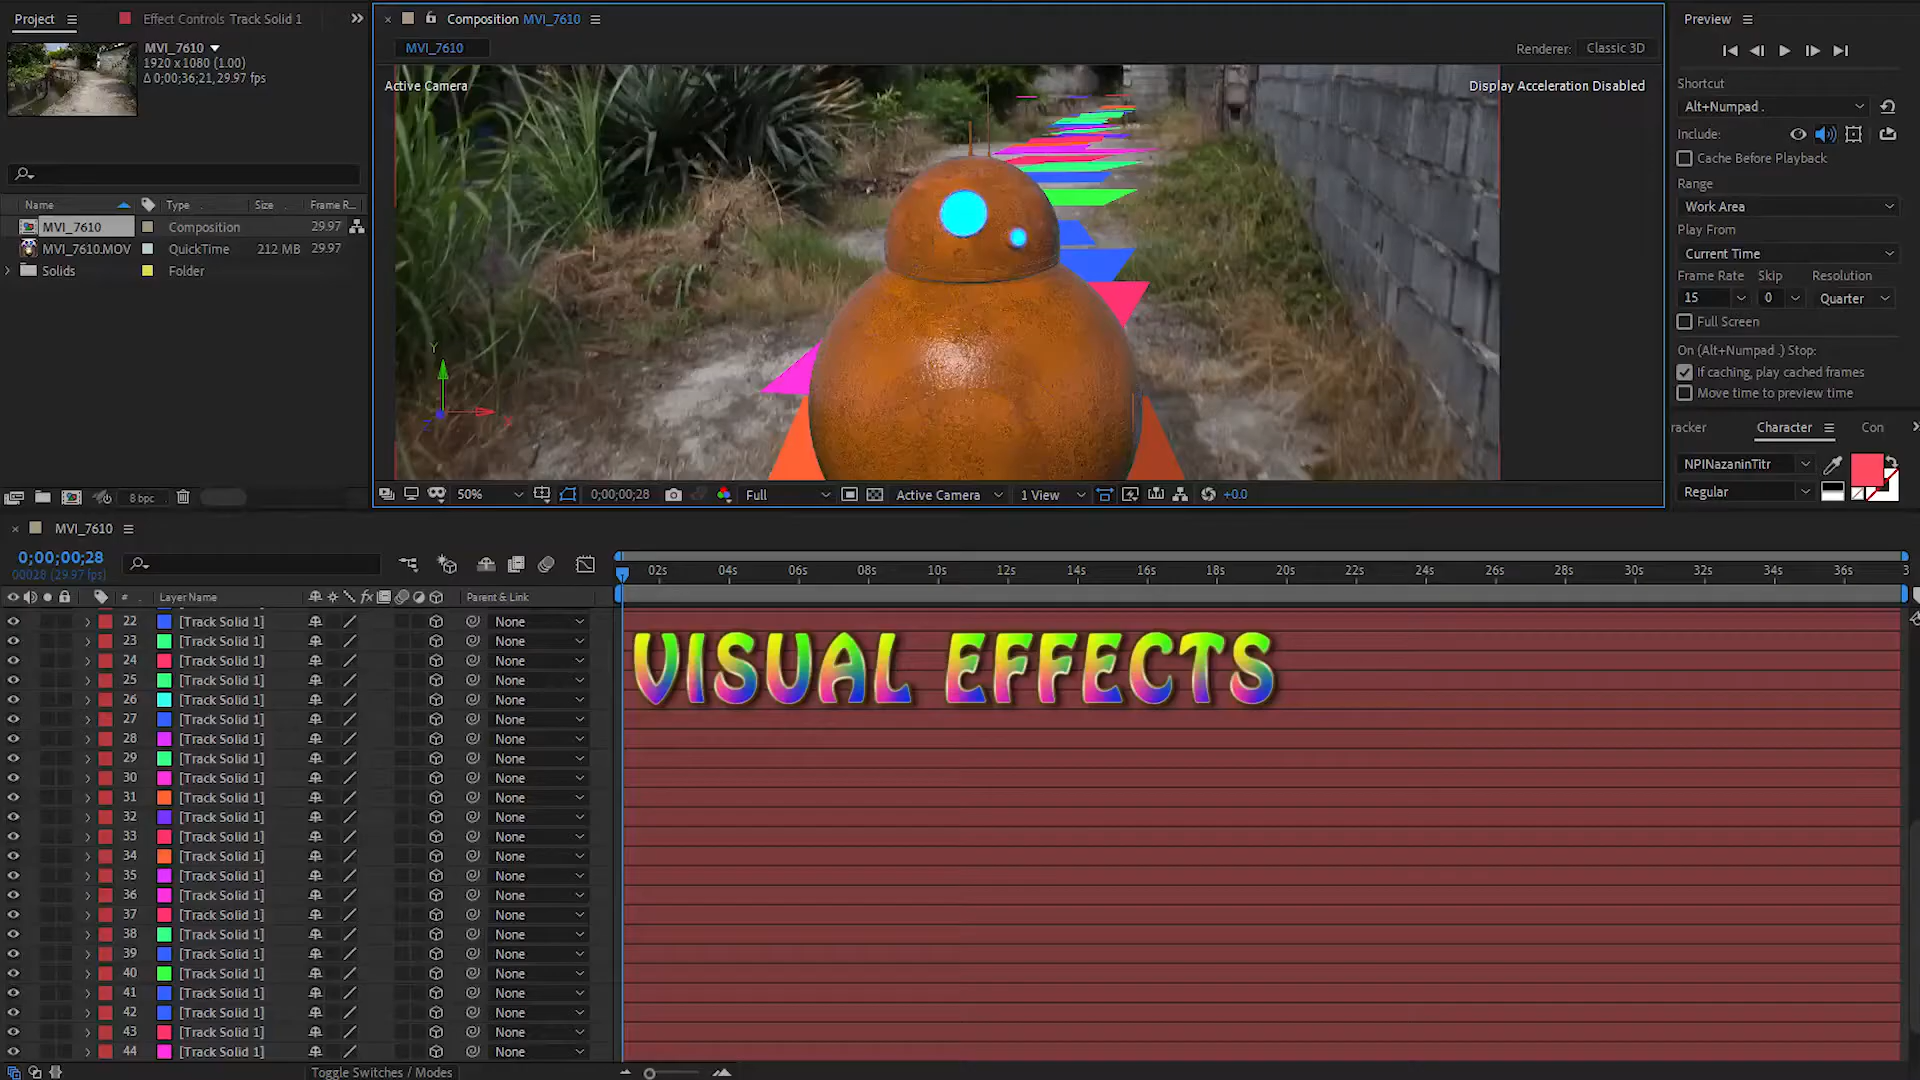 Project
Effect Controls Track Solid 1
Composition MVI_7610
Preview
MVI_7610
1920 x 1080 (1.00)
Δ 0;00;36;21, 29.97 fps
MVI_7610
Renderer: Classic 3D
Active Camera
Display Acceleration Disabled
Shortcut
Alt+Numpad .
Include:
Cache Before Playback
Range
Work Area
Play From
Current Time
Frame Rate Skip Resolution
15 0 Quarter
Full Screen
On (Alt+Numpad .) Stop:
If caching, play cached frames
Move time to preview time
Name Type Size Frame R...
MVI_7610 Composition 29.97
MVI_7610.MOV QuickTime 212 MB 29.97
Solids Folder
Y
X
Z
racker Character Con
NPINazaninTitr
Regular
8 bpc
50% 0;00;00;28 Full Active Camera 1 View +0.0
MVI_7610
0;00;00;28
00028 (29.97 fps)
02s 04s 06s 08s 10s 12s 14s 16s 18s 20s 22s 24s 26s 28s 30s 32s 34s 36s 3
# Layer Name fx Parent & Link
22 [Track Solid 1] None
23 [Track Solid 1] None
24 [Track Solid 1] None
25 [Track Solid 1] None
26 [Track Solid 1] None
27 [Track Solid 1] None
28 [Track Solid 1] None
29 [Track Solid 1] None
30 [Track Solid 1] None
31 [Track Solid 1] None
32 [Track Solid 1] None
33 [Track Solid 1] None
34 [Track Solid 1] None
35 [Track Solid 1] None
36 [Track Solid 1] None
37 [Track Solid 1] None
38 [Track Solid 1] None
39 [Track Solid 1] None
40 [Track Solid 1] None
41 [Track Solid 1] None
42 [Track Solid 1] None
43 [Track Solid 1] None
44 [Track Solid 1] None
VISUAL EFFECTS
Toggle Switches / Modes